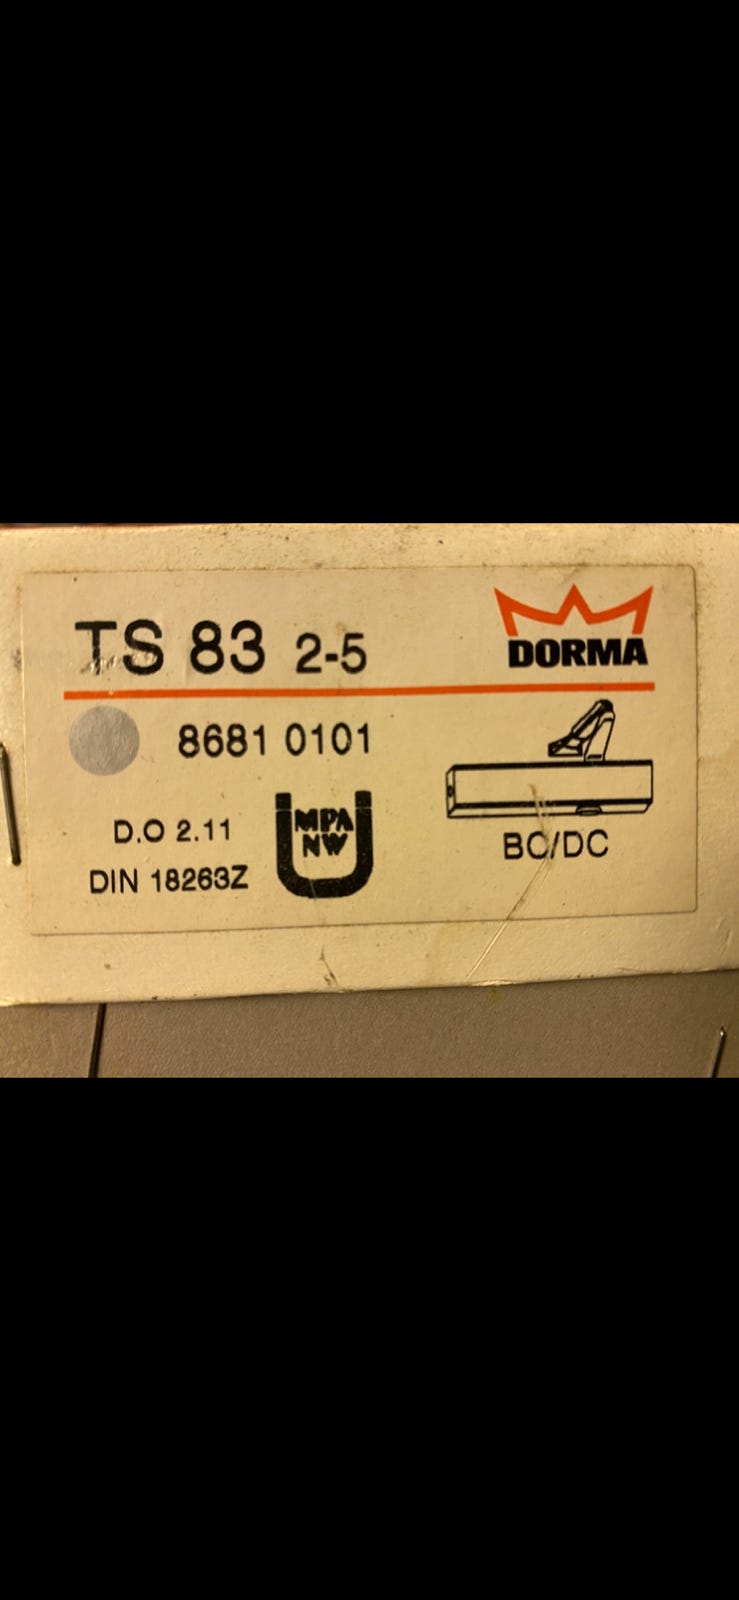 TS 83 2-5
DORMA
8681 0101
D.O 2.11
MPA
NW
DIN 18263Z
BC/DC